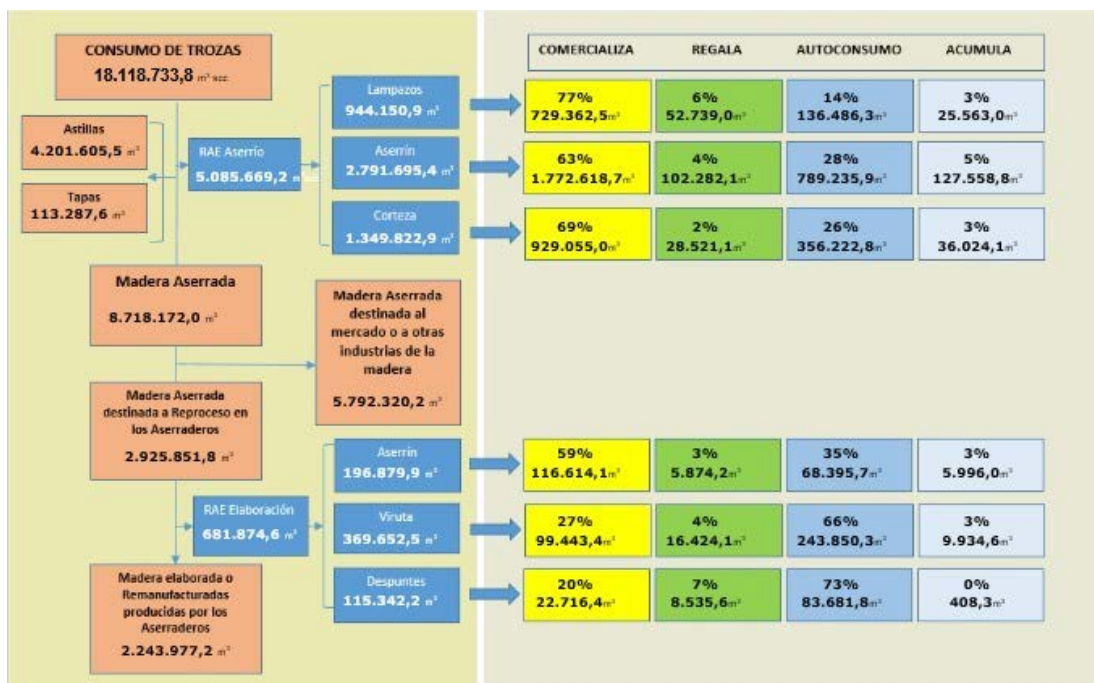 CONSUMO DE TROZAS
18.118.733,8 m³ scc
Astillas
4.201.605,5 m³
Tapas
113.287,6 m³
RAE Aserrío
5.085.669,2 m³
Lampazos
944.150,9 m³
Aserrín
2.791.695,4 m³
Corteza
1.349.822,9 m³
Madera Aserrada
8.718.172,0 m³
Madera Aserrada
destinada al
mercado o a otras
industrias de la
madera
5.792.320,2 m³
Madera Aserrada
destinada a Reproceso en
los Aserraderos
2.925.851,8 m³
RAE Elaboración
681.874,6 m³
Aserrín
196.879,9 m³
Viruta
369.652,5 m³
Despuntes
115.342,2 m³
Madera elaborada o
Remanufacturadas
producidas por los
Aserraderos
2.243.977,2 m³
COMERCIALIZA REGALA AUTOCONSUMO ACUMULA
77% 6% 14% 3%
729.362,5m³ 52.739,0m³ 136.486,3m³ 25.563,0m³
63% 4% 28% 5%
1.772.618,7m³ 102.282,1m³ 789.235,9m³ 127.558,8m³
69% 2% 26% 3%
929.055,0m³ 28.521,1m³ 356.222,8m³ 36.024,1m³
59% 3% 35% 3%
116.614,1m³ 5.874,2m³ 68.395,7m³ 5.996,0m³
27% 4% 66% 3%
99.443,4m³ 16.424,1m³ 243.850,3m³ 9.934,6m³
20% 7% 73% 0%
22.716,4m³ 8.535,6m³ 83.681,8m³ 408,3m³